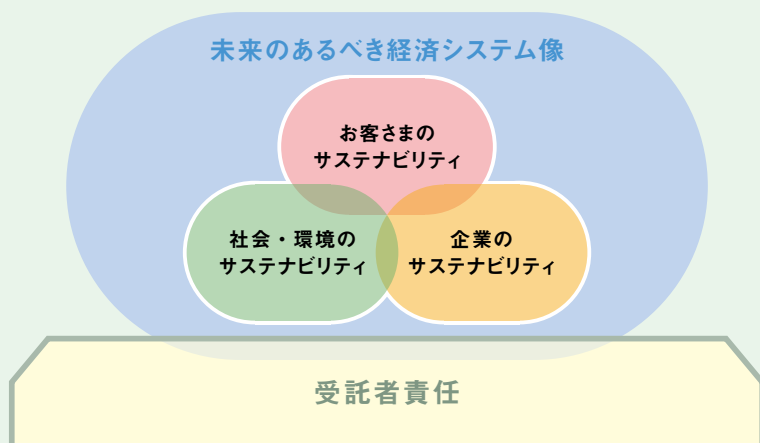 未来のあるべき経済システム像
お客さまの
サステナビリティ
社会・環境の
サステナビリティ
企業の
サステナビリティ
受託者責任